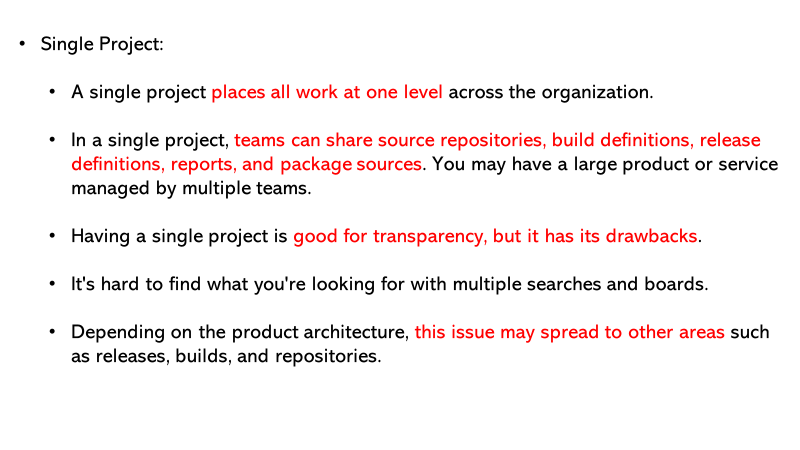 • Single Project:
• A single project places all work at one level across the organization.
• In a single project, teams can share source repositories, build definitions, release
definitions, reports, and package sources. You may have a large product or service
managed by multiple teams.
• Having a single project is good for transparency, but it has its drawbacks.
• It's hard to find what you're looking for with multiple searches and boards.
• Depending on the product architecture, this issue may spread to other areas such
as releases, builds, and repositories.